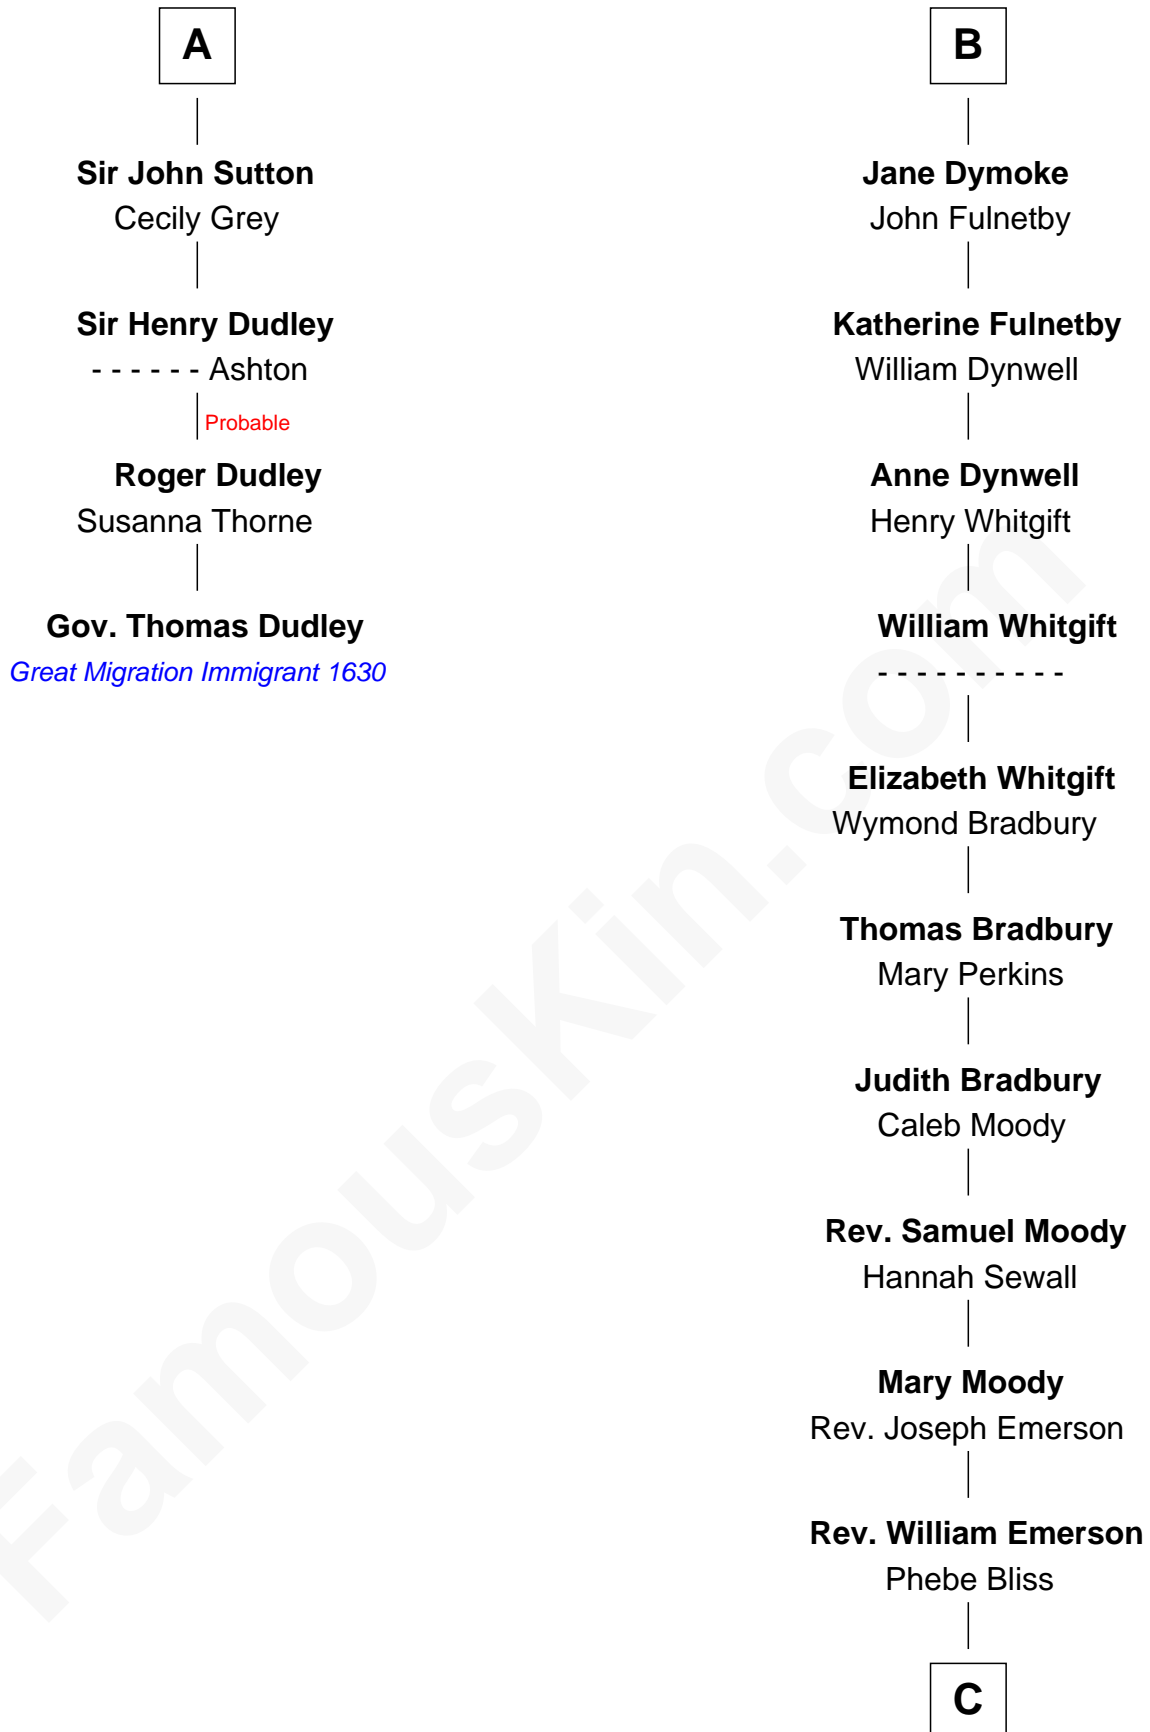 A
Sir John Sutton
Cecily Grey
Sir Henry Dudley
- - - - - - Ashton
Probable
Roger Dudley
Susanna Thorne
Gov. Thomas Dudley
Great Migration Immigrant 1630
B
Jane Dymoke
John Fulnetby
Katherine Fulnetby
William Dynwell
Anne Dynwell
Henry Whitgift
William Whitgift
- - - - - - - - - -
Elizabeth Whitgift
Wymond Bradbury
Thomas Bradbury
Mary Perkins
Judith Bradbury
Caleb Moody
Rev. Samuel Moody
Hannah Sewall
Mary Moody
Rev. Joseph Emerson
Rev. William Emerson
Phebe Bliss
C
FamousKin.com